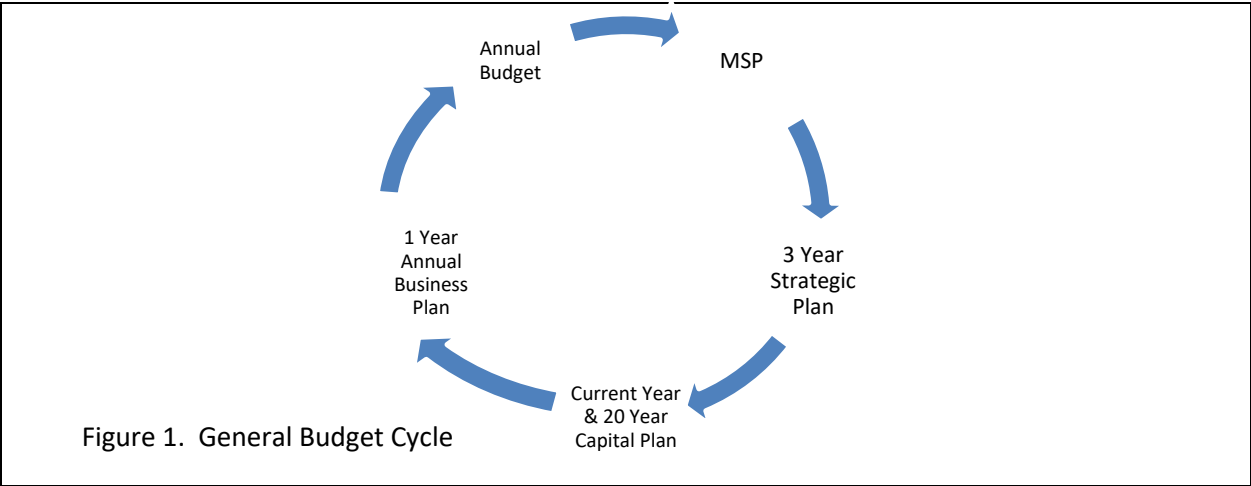 Annual
Budget
MSP
3 Year
Strategic
Plan
Current Year
& 20 Year
Capital Plan
1 Year
Annual
Business
Plan
Figure 1. General Budget Cycle